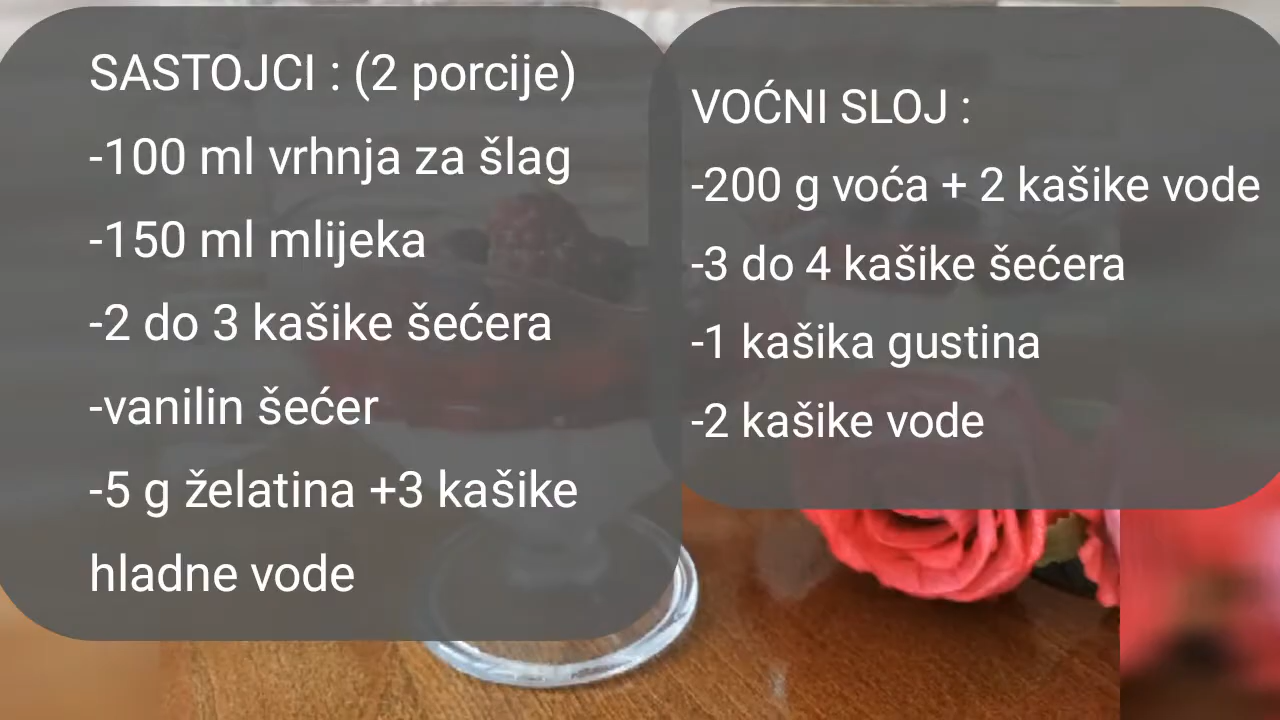 SASTOJCI : (2 porcije)
-100 ml vrhnja za šlag
-150 ml mlijeka
-2 do 3 kašike šećera
-vanilin šećer
-5 g želatina +3 kašike
hladne vode
VOĆNI SLOJ :
-200 g voća + 2 kašike vode
-3 do 4 kašike šećera
-1 kašika gustina
-2 kašike vode